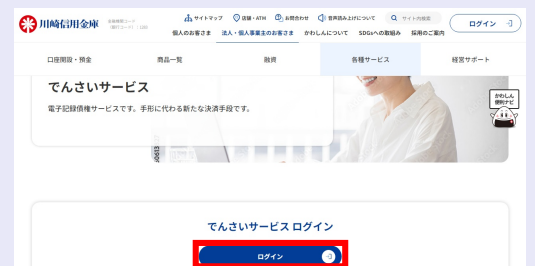 川崎信用金庫
金融機関コード
(銀行コード):1280
サイトマップ
店舗・ATM
お問合わせ
音声読み上げについて
サイト内検索
ログイン
個人のお客さま
法人・個人事業主のお客さま
かわしんについて
SDGsへの取組み
採用のご案内
口座開設・預金
商品一覧
融資
各種サービス
経営サポート
でんさいサービス
電子記録債権サービスです。手形に代わる新たな決済手段です。
かわしん
便利ナビ
でんさいサービス ログイン
ログイン